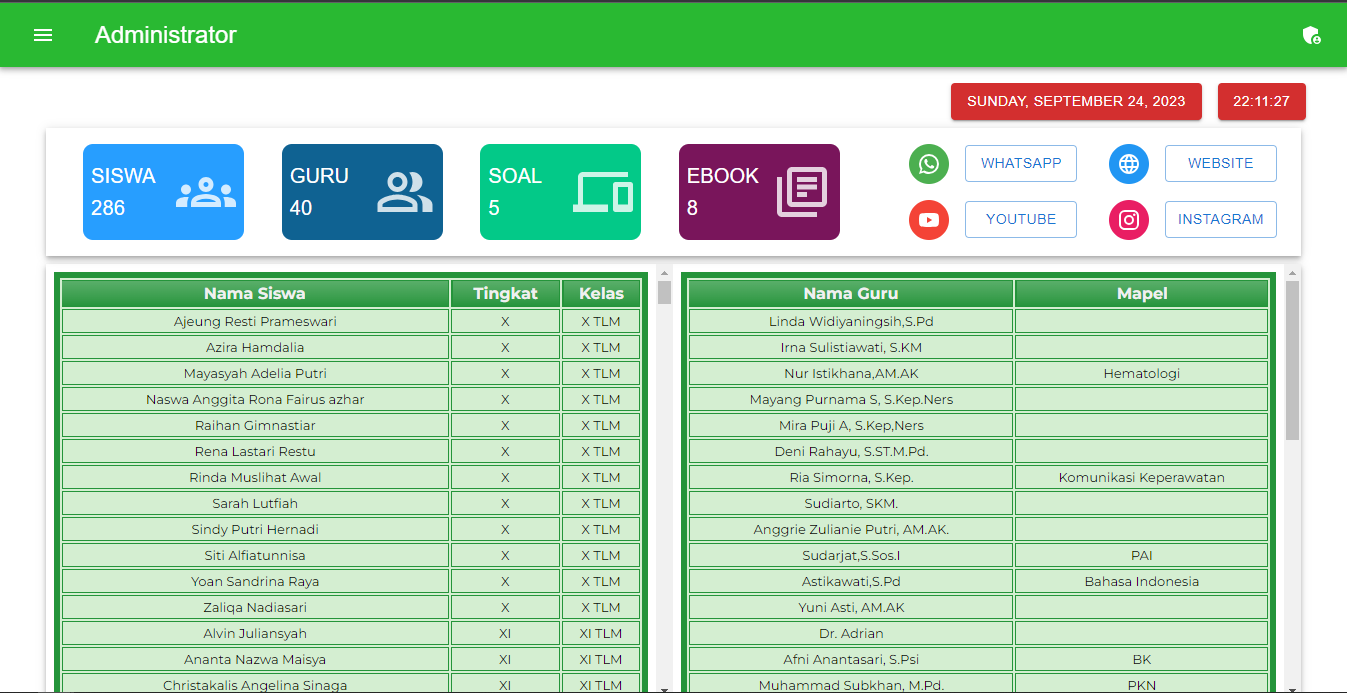 Administrator
SUNDAY, SEPTEMBER 24, 2023 22:11:27
SISWA
286
GURU
40
SOAL
5
EBOOK
8
WHATSAPP
WEBSITE
YOUTUBE
INSTAGRAM
Nama Siswa Tingkat Kelas
Ajeung Resti Prameswari X X TLM
Azira Hamdalia X X TLM
Mayasyah Adelia Putri X X TLM
Naswa Anggita Rona Fairus azhar X X TLM
Raihan Gimnastiar X X TLM
Rena Lastari Restu X X TLM
Rinda Muslihat Awal X X TLM
Sarah Lutfiah X X TLM
Sindy Putri Hernadi X X TLM
Siti Alfiatunnisa X X TLM
Yoan Sandrina Raya X X TLM
Zaliqa Nadiasari X X TLM
Alvin Juliansyah XI XI TLM
Ananta Nazwa Maisya XI XI TLM
Christakalis Angelina Sinaga XI XI TLM
Nama Guru Mapel
Linda Widiyaningsih,S.Pd
Irna Sulistiawati, S.KM
Nur Istikhana,AM.AK Hematologi
Mayang Purnama S, S.Kep.Ners
Mira Puji A, S.Kep,Ners
Deni Rahayu, S.ST.M.Pd.
Ria Simorna, S.Kep. Komunikasi Keperawatan
Sudiarto, SKM.
Anggrie Zulianie Putri, AM.AK.
Sudarjat,S.Sos.I PAI
Astikawati,S.Pd Bahasa Indonesia
Yuni Asti, AM.AK
Dr. Adrian
Afni Anantasari, S.Psi BK
Muhammad Subkhan, M.Pd. PKN